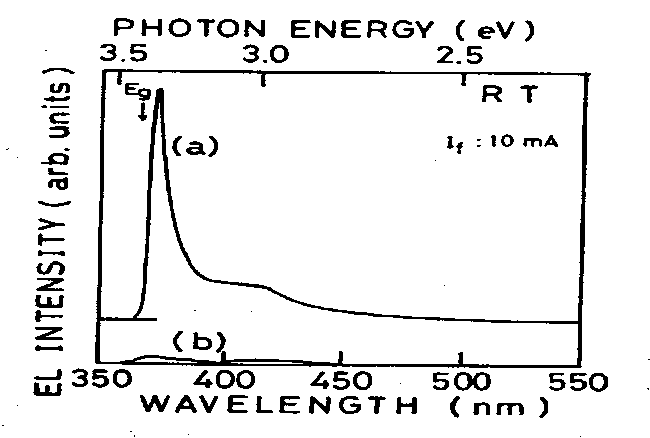 PHOTON ENERGY (eV)
3.5 3.0 2.5
Eg
RT
(a)
If : 10 mA
EL INTENSITY (arb. units)
(b)
350 400 450 500 550
WAVELENGTH (nm)